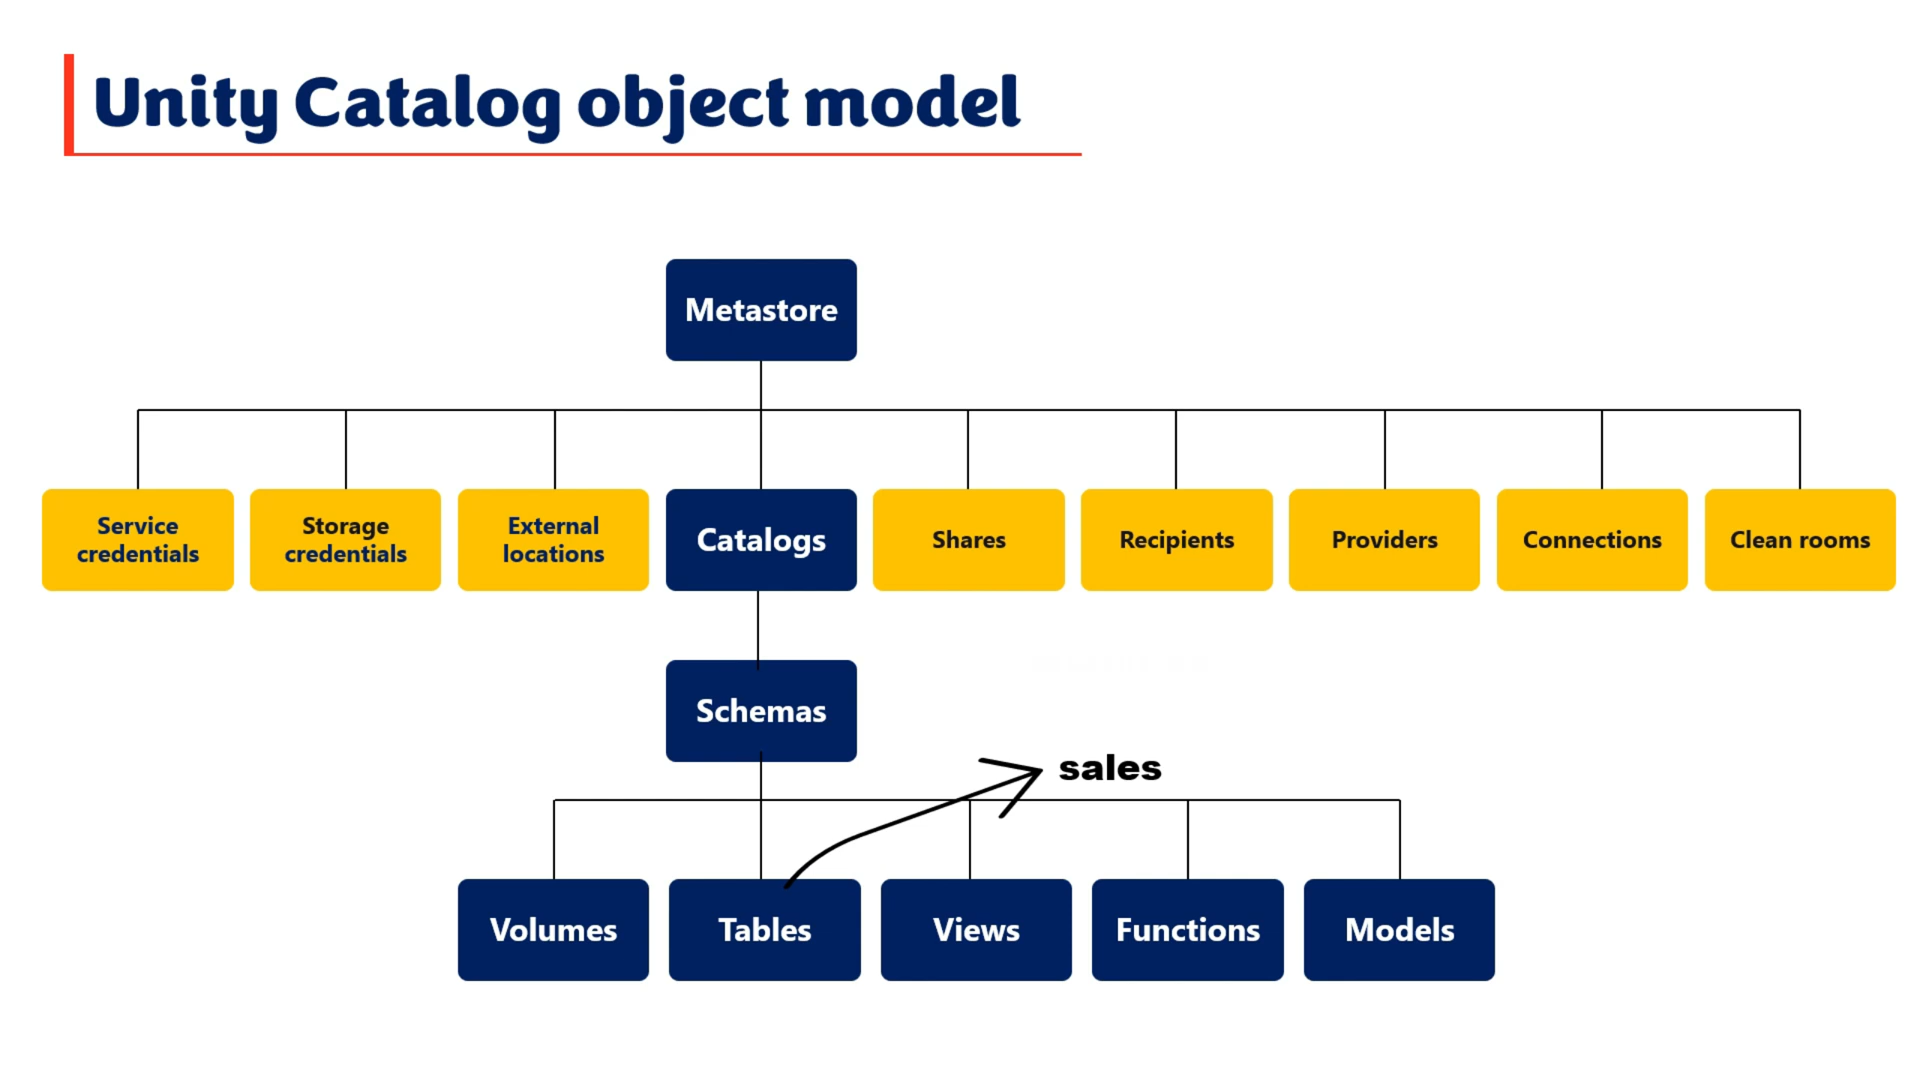 Unity Catalog object model
Metastore
Service
credentials
Storage
credentials
External
locations
Catalogs
Shares
Recipients
Providers
Connections
Clean rooms
Schemas
sales
Volumes
Tables
Views
Functions
Models